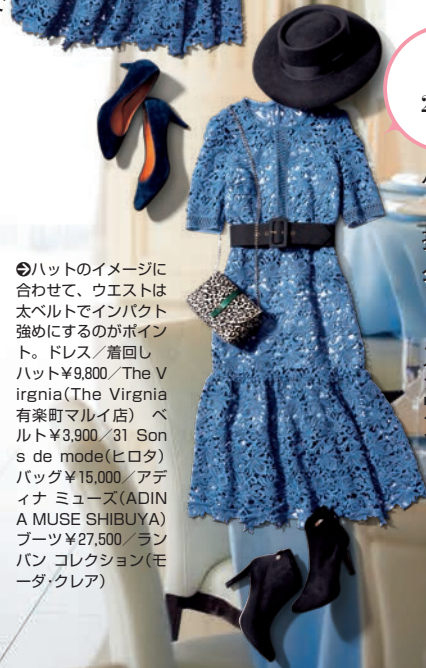 ➲ハットのイメージに
合わせて、ウエストは
太ベルトでインパクト
強めにするのがポイン
ト。ドレス／着回し
ハット￥9,800／The V
irgnia(The Virgnia
有楽町マルイ店)　ベ
ルト￥3,900／31 Son
s de mode(ヒロタ)
バッグ￥15,000／アデ
ィナ ミューズ(ADIN
A MUSE SHIBUYA)
ブーツ￥27,500／ラン
バン コレクション(モ
ーダ・クレア)